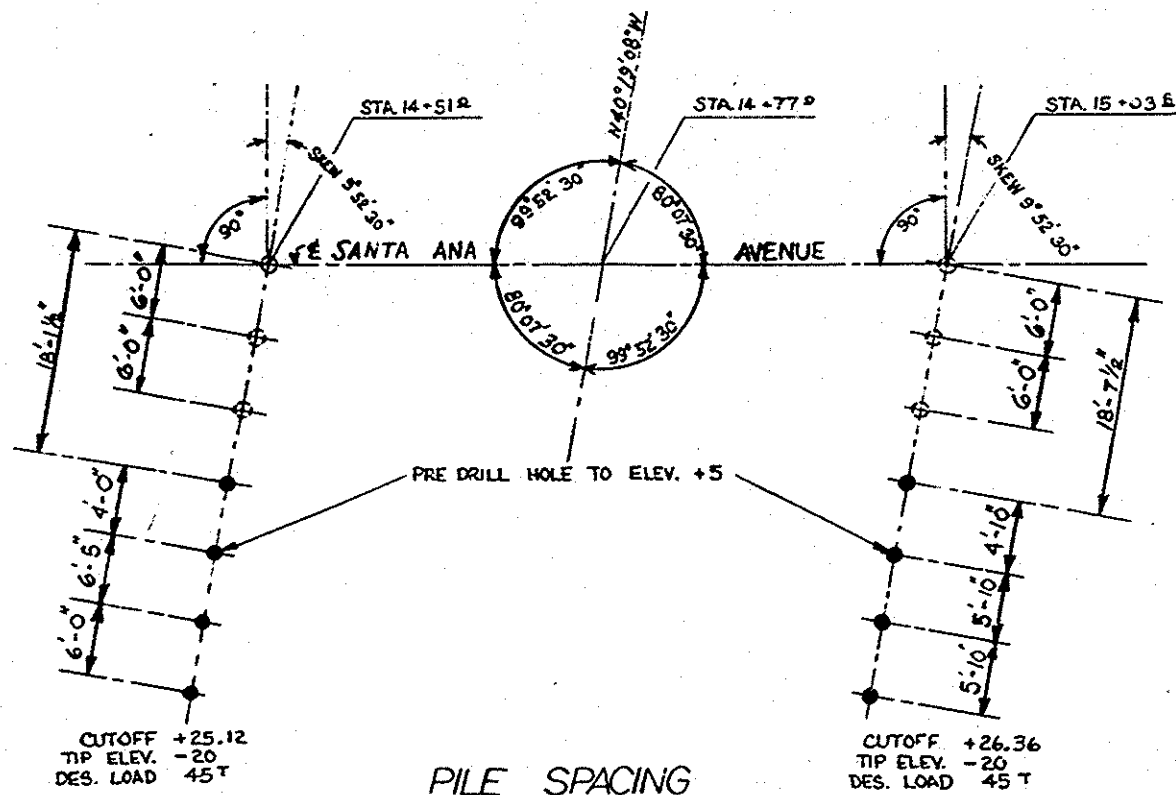 N40°19'08"W
STA. 14+51
STA. 14+77
STA. 15+03
SKEW 9°52'30"
SKEW 9°52'30"
90°
99°52'30"
80°07'30"
90°
℄ SANTA ANA AVENUE
80°07'30"
99°52'30"
18'-1½"
6'-0"
6'-0"
6'-0"
6'-0"
18'-7½"
PRE DRILL HOLE TO ELEV. +5
4'-0"
6'-5"
6'-0"
4'-10"
5'-10"
5'-10"
CUTOFF +25.12
TIP ELEV. -20
DES. LOAD 45 T
CUTOFF +26.36
TIP ELEV. -20
DES. LOAD 45 T
PILE SPACING